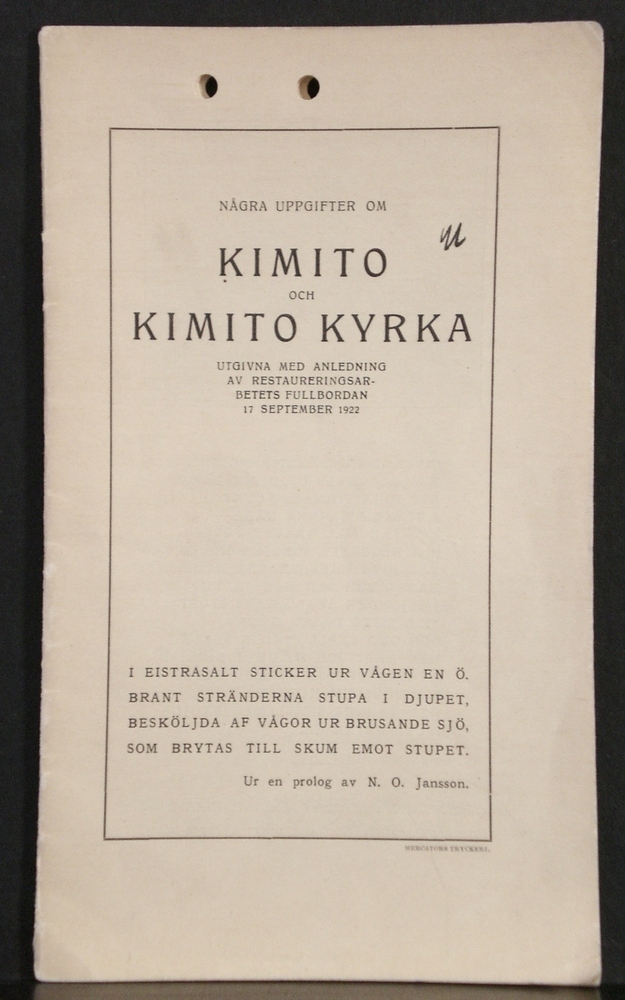 NÅGRA UPPGIFTER OM
KIMITO
OCH
KIMITO KYRKA
UTGIVNA MED ANLEDNING
AV RESTAURERINGSAR-
BETETS FULLBORDAN
17 SEPTEMBER 1922
I EISTRASALT STICKER UR VÅGEN EN Ö.
BRANT STRÄNDERNA STUPA I DJUPET,
BESKÖLJDA AF VÅGOR UR BRUSANDE SJÖ,
SOM BRYTAS TILL SKUM EMOT STUPET.
Ur en prolog av N. O. Jansson.
MERCATORS TRYCKERI.